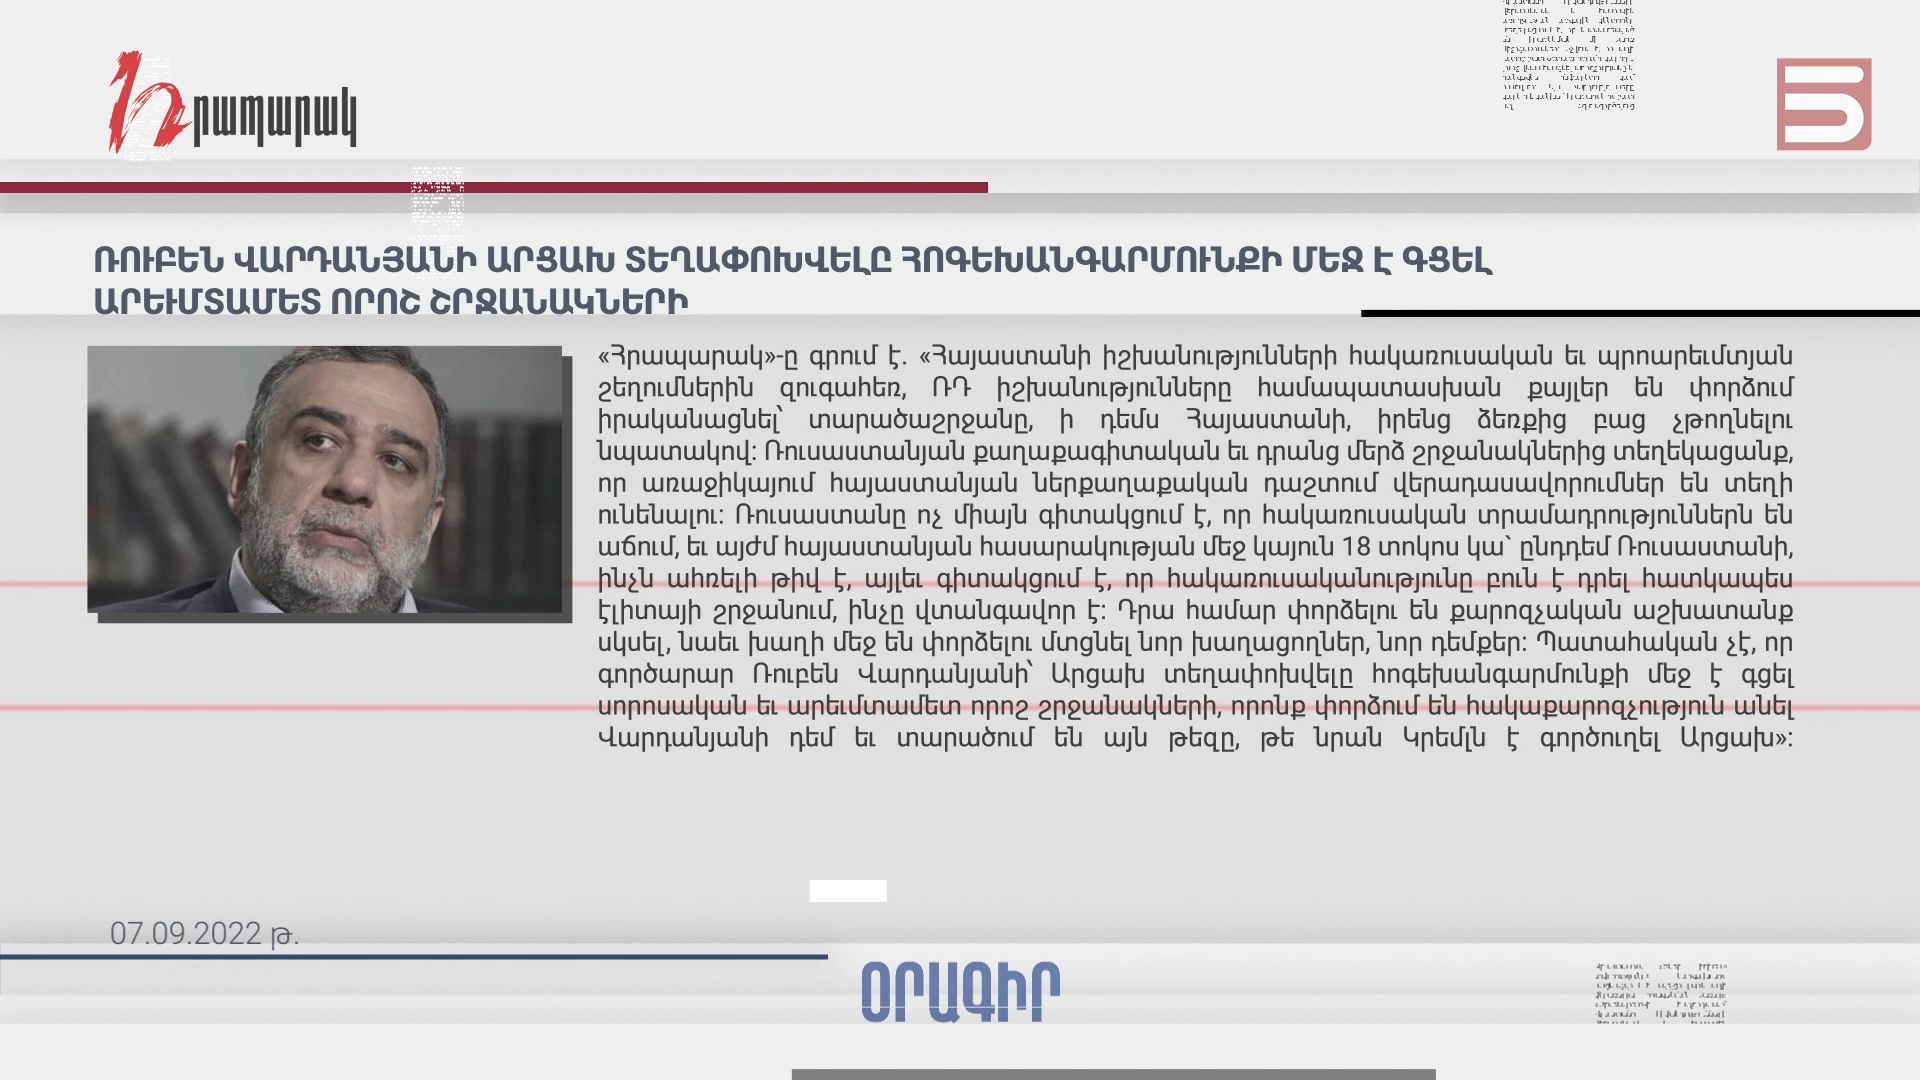 Հրապարակ
ՌՈՒԲԵՆ ՎԱՐԴԱՆՅԱՆԻ ԱՐՑԱԽ ՏԵՂԱՓՈԽՎԵԼԸ ՀՈԳԵԽԱՆԳԱՐՄՈՒՆՔԻ ՄԵՋ Է ԳՑԵԼ
ԱՐԵՒՄՏԱՄԵՏ ՈՐՈՇ ՇՐՋԱՆԱԿՆԵՐԻ
«Հրապարակ»-ը գրում է. «Հայաստանի իշխանությունների հակառուսական եւ պրոարեւմտյան
շեղումներին զուգահեռ, ՌԴ իշխանությունները համապատասխան քայլեր են փորձում
իրականացնել՝ տարածաշրջանը, ի դեմս Հայաստանի, իրենց ձեռքից բաց չթողնելու
նպատակով: Ռուսաստանյան քաղաքագիտական եւ դրանց մերձ շրջանակներից տեղեկացանք,
որ առաջիկայում հայաստանյան ներքաղաքական դաշտում վերադասավորումներ են տեղի
ունենալու: Ռուսաստանը ոչ միայն գիտակցում է, որ հակառուսական տրամադրություններն են
աճում, եւ այժմ հայաստանյան հասարակության մեջ կայուն 18 տոկոս կա՝ ընդդեմ Ռուսաստանի,
ինչն ահռելի թիվ է, այլեւ գիտակցում է, որ հակառուսականությունը բուն է դրել հատկապես
էլիտայի շրջանում, ինչը վտանգավոր է: Դրա համար փորձելու են քարոզչական աշխատանք
սկսել, նաեւ խաղի մեջ են փորձելու մտցնել նոր խաղացողներ, նոր դեմքեր: Պատահական չէ, որ
գործարար Ռուբեն Վարդանյանի՝ Արցախ տեղափոխվելը հոգեխանգարմունքի մեջ է գցել
սորոսական եւ արեւմտամետ որոշ շրջանակների, որոնք փորձում են հակաքարոզչություն անել
Վարդանյանի դեմ եւ տարածում են այն թեզը, թե նրան Կրեմլն է գործուղել Արցախ»:
07.09.2022 թ.
ՕՐԱԳԻՐ